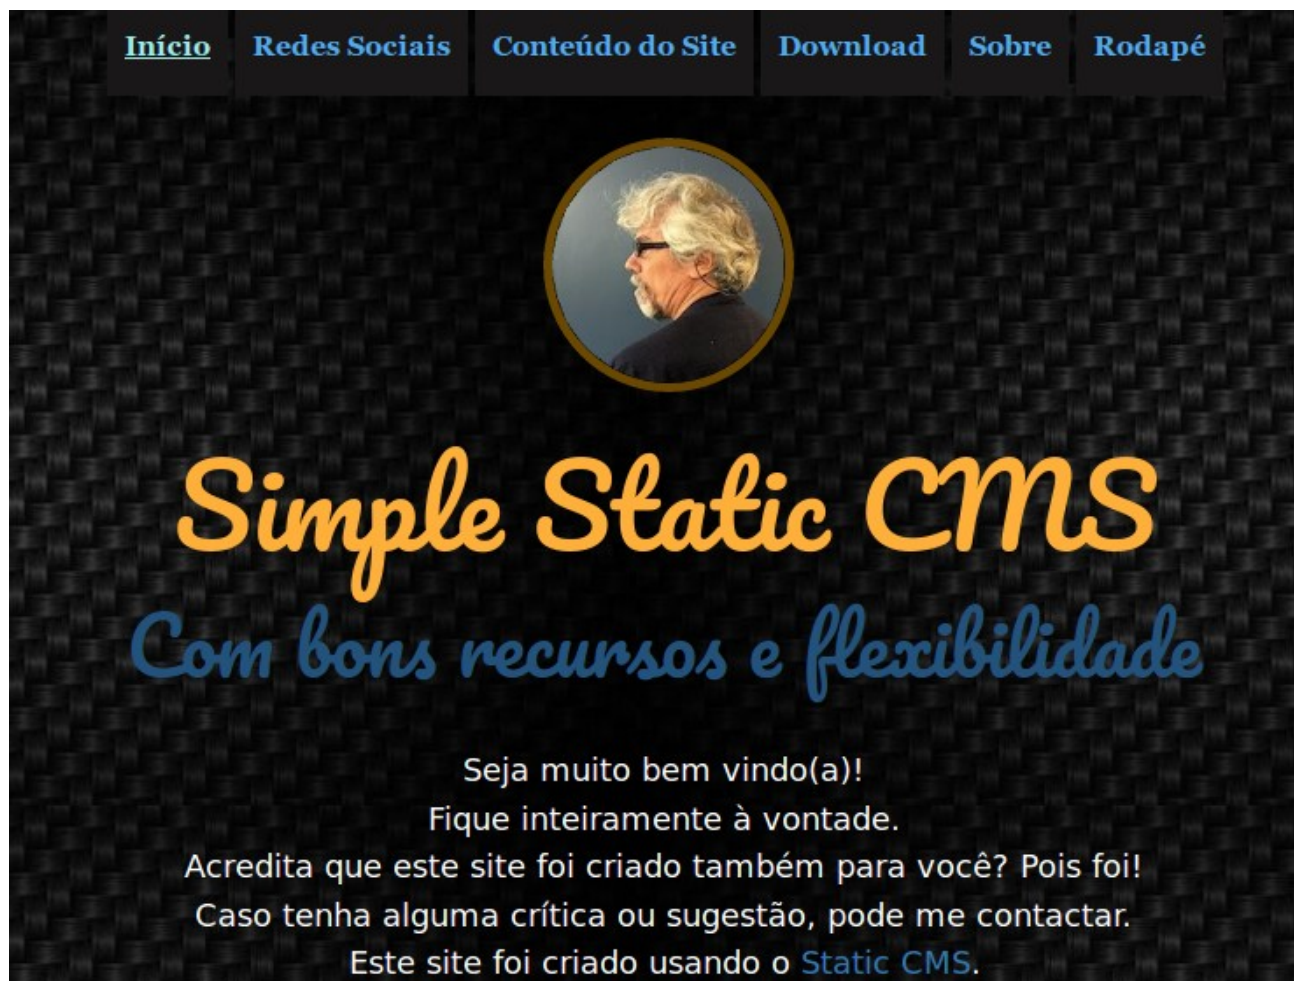 Início Redes Sociais Conteúdo do Site Download Sobre Rodapé
Simple Static CMS
Com bons recursos e flexibilidade
Seja muito bem vindo(a)!
Fique inteiramente à vontade.
Acredita que este site foi criado também para você? Pois foi!
Caso tenha alguma crítica ou sugestão, pode me contactar.
Este site foi criado usando o Static CMS.